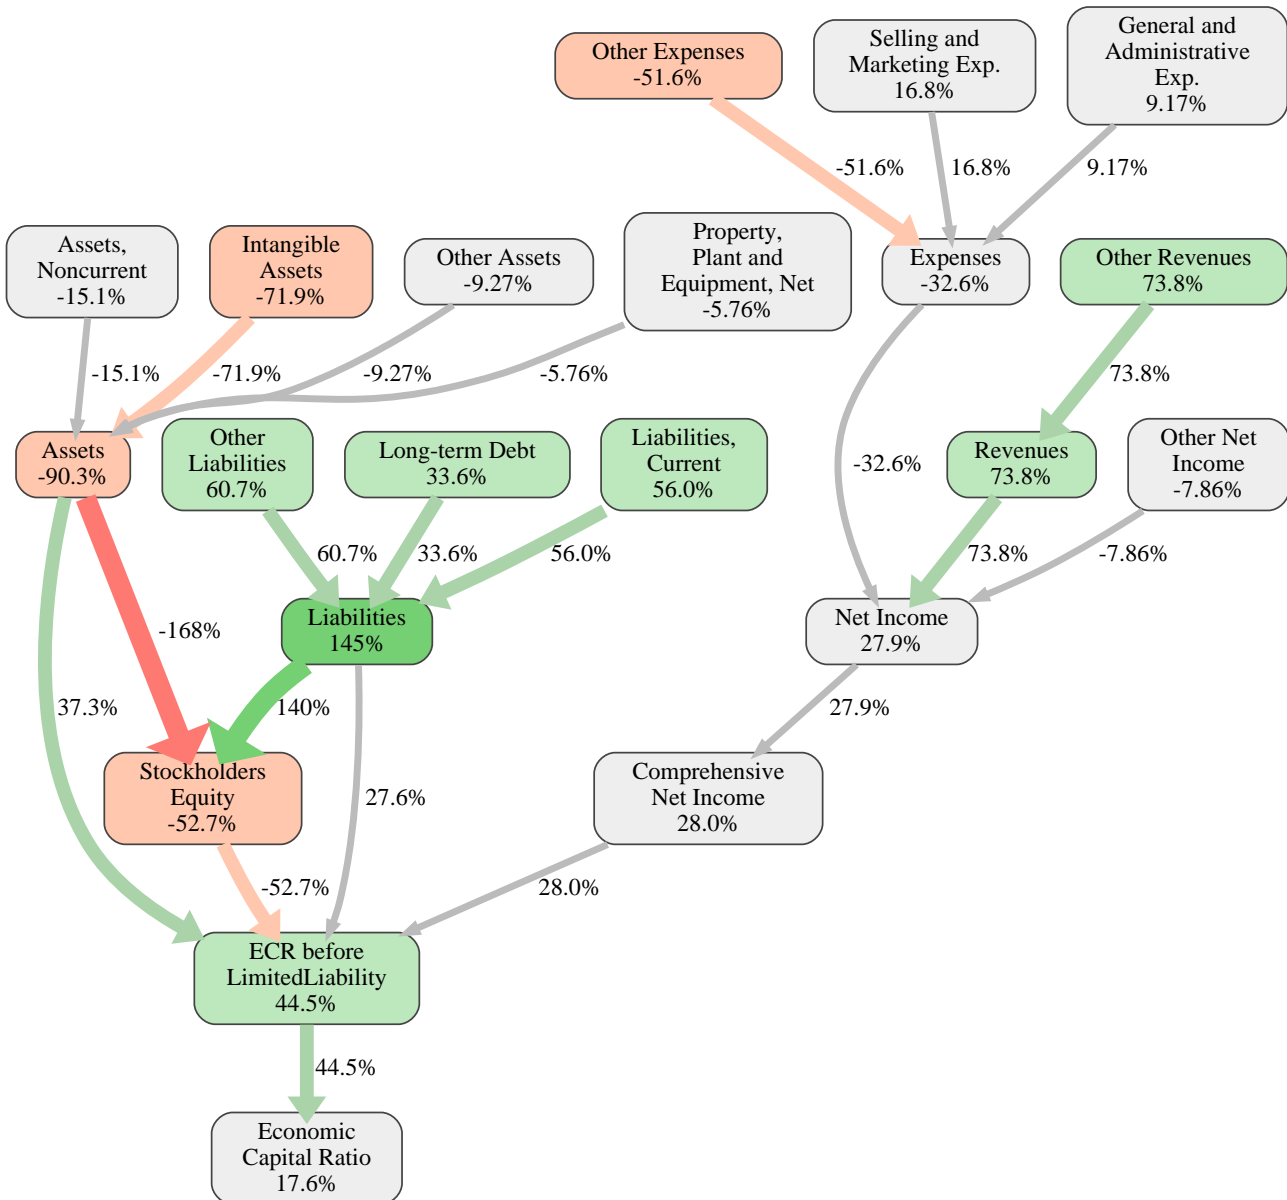 Other Expenses
-51.6%
Selling and
Marketing Exp.
16.8%
General and
Administrative
Exp.
9.17%
-51.6%
16.8%
9.17%
Assets,
Noncurrent
-15.1%
Intangible
Assets
-71.9%
Other Assets
-9.27%
Property,
Plant and
Equipment, Net
-5.76%
Expenses
-32.6%
Other Revenues
73.8%
-15.1%
-71.9%
-9.27%
-5.76%
73.8%
Assets
-90.3%
Other
Liabilities
60.7%
Long-term Debt
33.6%
Liabilities,
Current
56.0%
-32.6%
Revenues
73.8%
Other Net
Income
-7.86%
60.7%
33.6%
56.0%
73.8%
-7.86%
Liabilities
145%
Net Income
27.9%
-168%
37.3%
140%
27.9%
Stockholders
Equity
-52.7%
27.6%
Comprehensive
Net Income
28.0%
-52.7%
28.0%
ECR before
LimitedLiability
44.5%
44.5%
Economic
Capital Ratio
17.6%